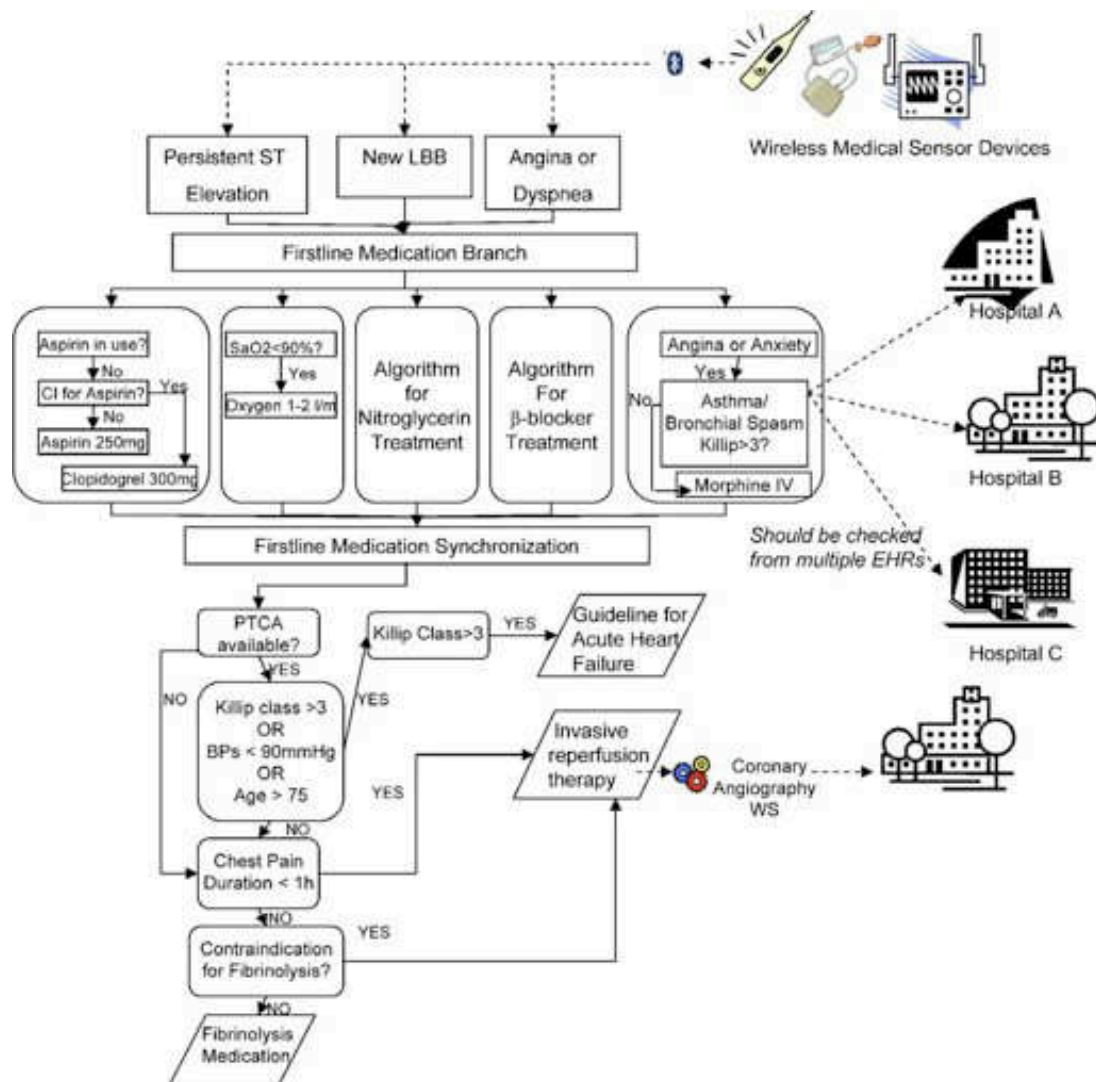 Wireless Medical Sensor Devices
Persistent ST
Elevation
New LBB
Angina or
Dyspnea
Firstline Medication Branch
Aspirin in use?
No
CI for Aspirin?
Yes
No
Aspirin 250mg
Clopidogrel 300mg
SaO2<90%?
Yes
Oxygen 1-2 l/m
Algorithm
for
Nitroglycerin
Treatment
Algorithm
For
β-blocker
Treatment
Angina or Anxiety
Yes
No
Asthma/
Bronchial Spasm
Killip>3?
Morphine IV
Hospital A
Hospital B
Should be checked
from multiple EHRs
Hospital C
Firstline Medication Synchronization
PTCA
available?
YES
NO
Killip Class>3
YES
Guideline for
Acute Heart
Failure
Killip class >3
OR
BPs < 90mmHg
OR
Age > 75
YES
NO
Invasive
reperfusion
therapy
Coronary
Angiography
WS
Chest Pain
Duration < 1h
YES
NO
Contraindication
for Fibrinolysis?
YES
NO
Fibrinolysis
Medication